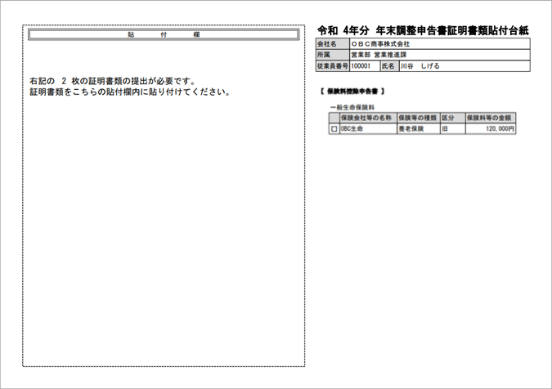 貼 付 欄
右記の 2 枚の証明書類の提出が必要です。
証明書類をこちらの貼付欄内に貼り付けてください。
令和 4年分 年末調整申告書証明書類貼付台紙
会社名 OBC商事株式会社
所属 営業部 営業推進課
従業員番号 100001 氏名 川谷 しげる
【 保険料控除申告書 】
一般生命保険料
保険会社等の名称 保険等の種類 区分 保険料等の金額
□ OBC生命 養老保険 旧 120,000円